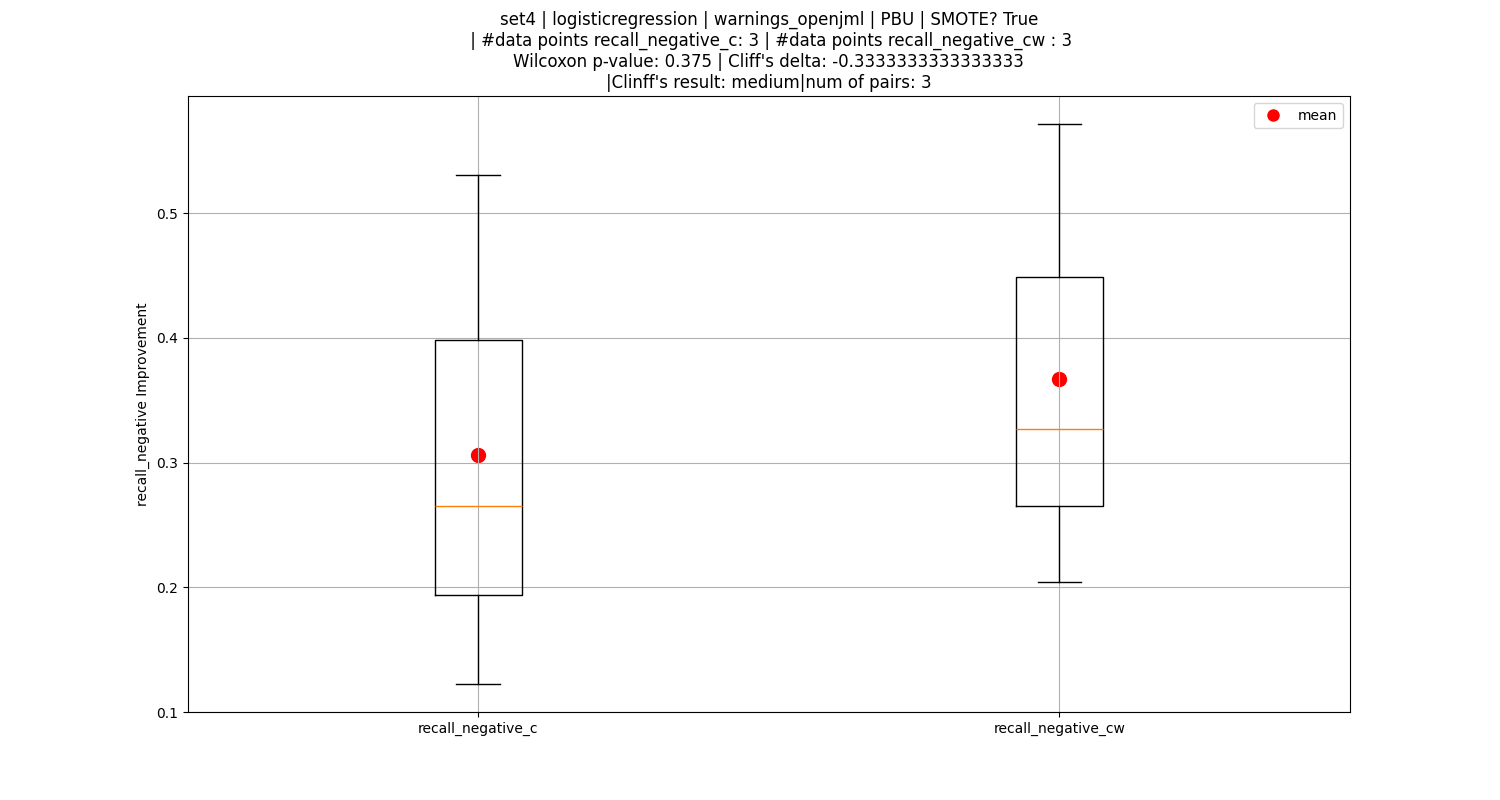 set4 | logisticregression | warnings_openjml | PBU | SMOTE? True
| #data points recall_negative_c: 3 | #data points recall_negative_cw : 3
Wilcoxon p-value: 0.375 | Cliff's delta: -0.3333333333333333
|Clinff's result: medium|num of pairs: 3
mean
0.5
0.4
0.3
0.2
0.1
recall_negative Improvement
recall_negative_c
recall_negative_cw